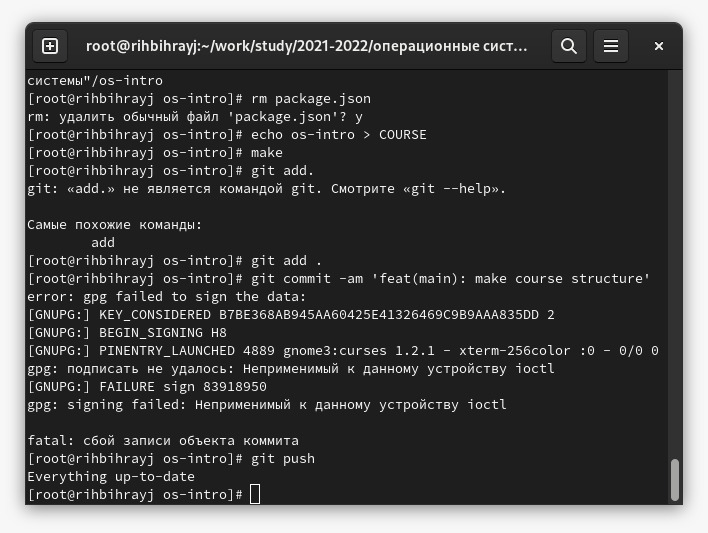 root@rihbihrayj:~/work/study/2021-2022/операционные сист…
системы"/os-intro
[root@rihbihrayj os-intro]# rm package.json
rm: удалить обычный файл 'package.json'? y
[root@rihbihrayj os-intro]# echo os-intro > COURSE
[root@rihbihrayj os-intro]# make
[root@rihbihrayj os-intro]# git add.
git: «add.» не является командой git. Смотрите «git --help».
Самые похожие команды:
add
[root@rihbihrayj os-intro]# git add .
[root@rihbihrayj os-intro]# git commit -am 'feat(main): make course structure'
error: gpg failed to sign the data:
[GNUPG:] KEY_CONSIDERED B7BE368AB945AA60425E41326469C9B9AAA835DD 2
[GNUPG:] BEGIN_SIGNING H8
[GNUPG:] PINENTRY_LAUNCHED 4889 gnome3:curses 1.2.1 - xterm-256color :0 - 0/0 0
gpg: подписать не удалось: Неприменимый к данному устройству ioctl
[GNUPG:] FAILURE sign 83918950
gpg: signing failed: Неприменимый к данному устройству ioctl
fatal: сбой записи объекта коммита
[root@rihbihrayj os-intro]# git push
Everything up-to-date
[root@rihbihrayj os-intro]#